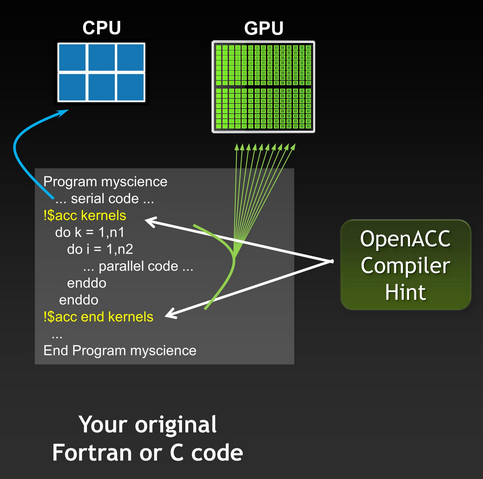 CPU
GPU
Program myscience
... serial code ...
!$acc kernels
do k = 1,n1
do i = 1,n2
... parallel code ...
enddo
enddo
!$acc end kernels
...
End Program myscience
OpenACC
Compiler
Hint
Your original
Fortran or C code